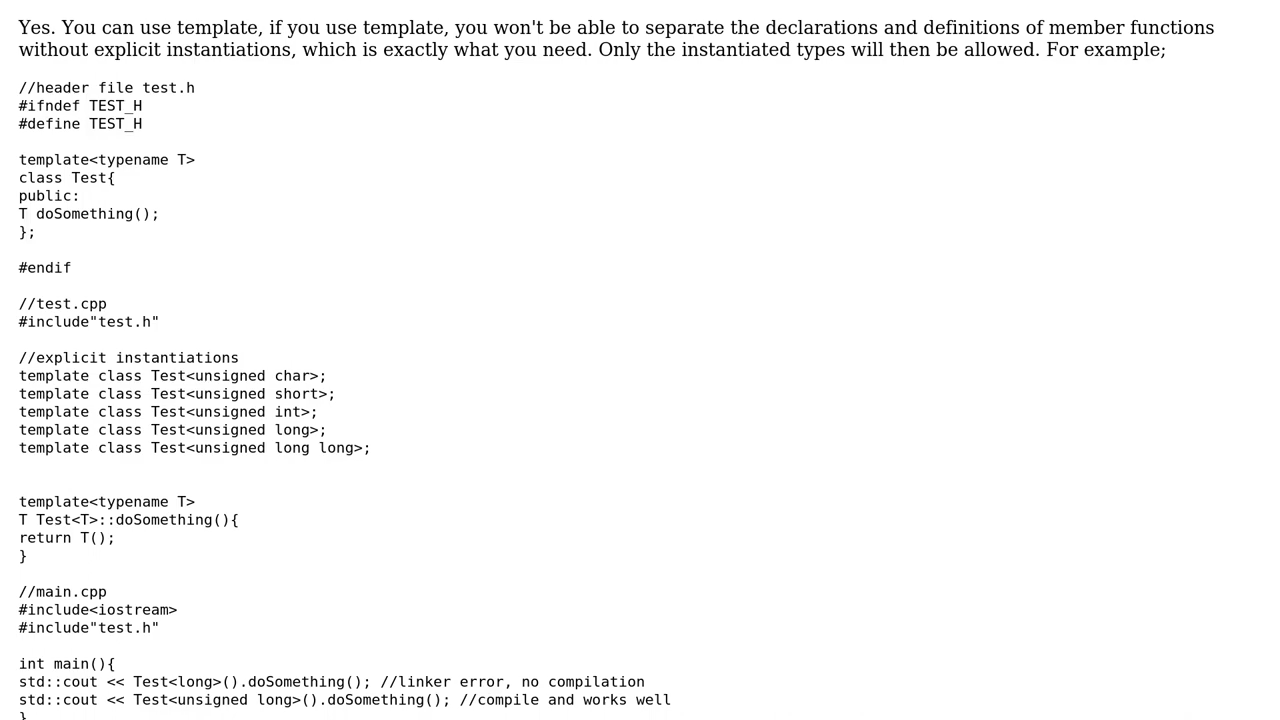 Yes. You can use template, if you use template, you won't be able to separate the declarations and definitions of member functions
without explicit instantiations, which is exactly what you need. Only the instantiated types will then be allowed. For example;
//header file test.h
#ifndef TEST_H
#define TEST_H
template<typename T>
class Test{
public:
T doSomething();
};
#endif
//test.cpp
#include"test.h"
//explicit instantiations
template class Test<unsigned char>;
template class Test<unsigned short>;
template class Test<unsigned int>;
template class Test<unsigned long>;
template class Test<unsigned long long>;
template<typename T>
T Test<T>::doSomething(){
return T();
}
//main.cpp
#include<iostream>
#include"test.h"
int main(){
std::cout << Test<long>().doSomething(); //linker error, no compilation
std::cout << Test<unsigned long>().doSomething(); //compile and works well
}